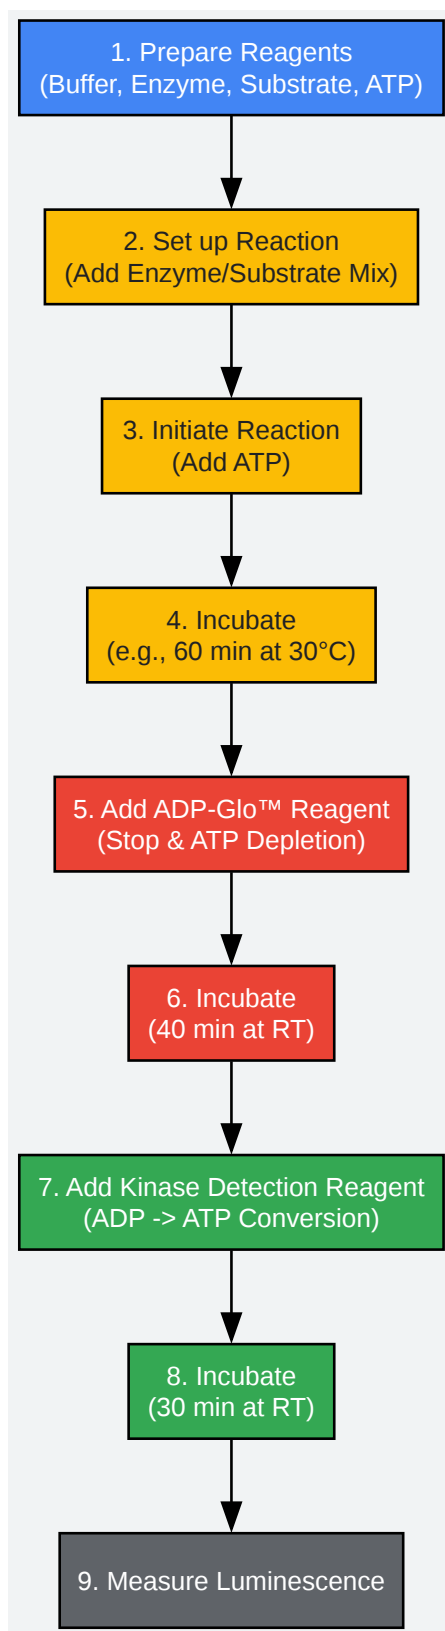 1. Prepare Reagents
(Buffer, Enzyme, Substrate, ATP)
2. Set up Reaction
(Add Enzyme/Substrate Mix)
3. Initiate Reaction
(Add ATP)
4. Incubate
(e.g., 60 min at 30°C)
5. Add ADP-Glo™ Reagent
(Stop & ATP Depletion)
6. Incubate
(40 min at RT)
7. Add Kinase Detection Reagent
(ADP -> ATP Conversion)
8. Incubate
(30 min at RT)
9. Measure Luminescence